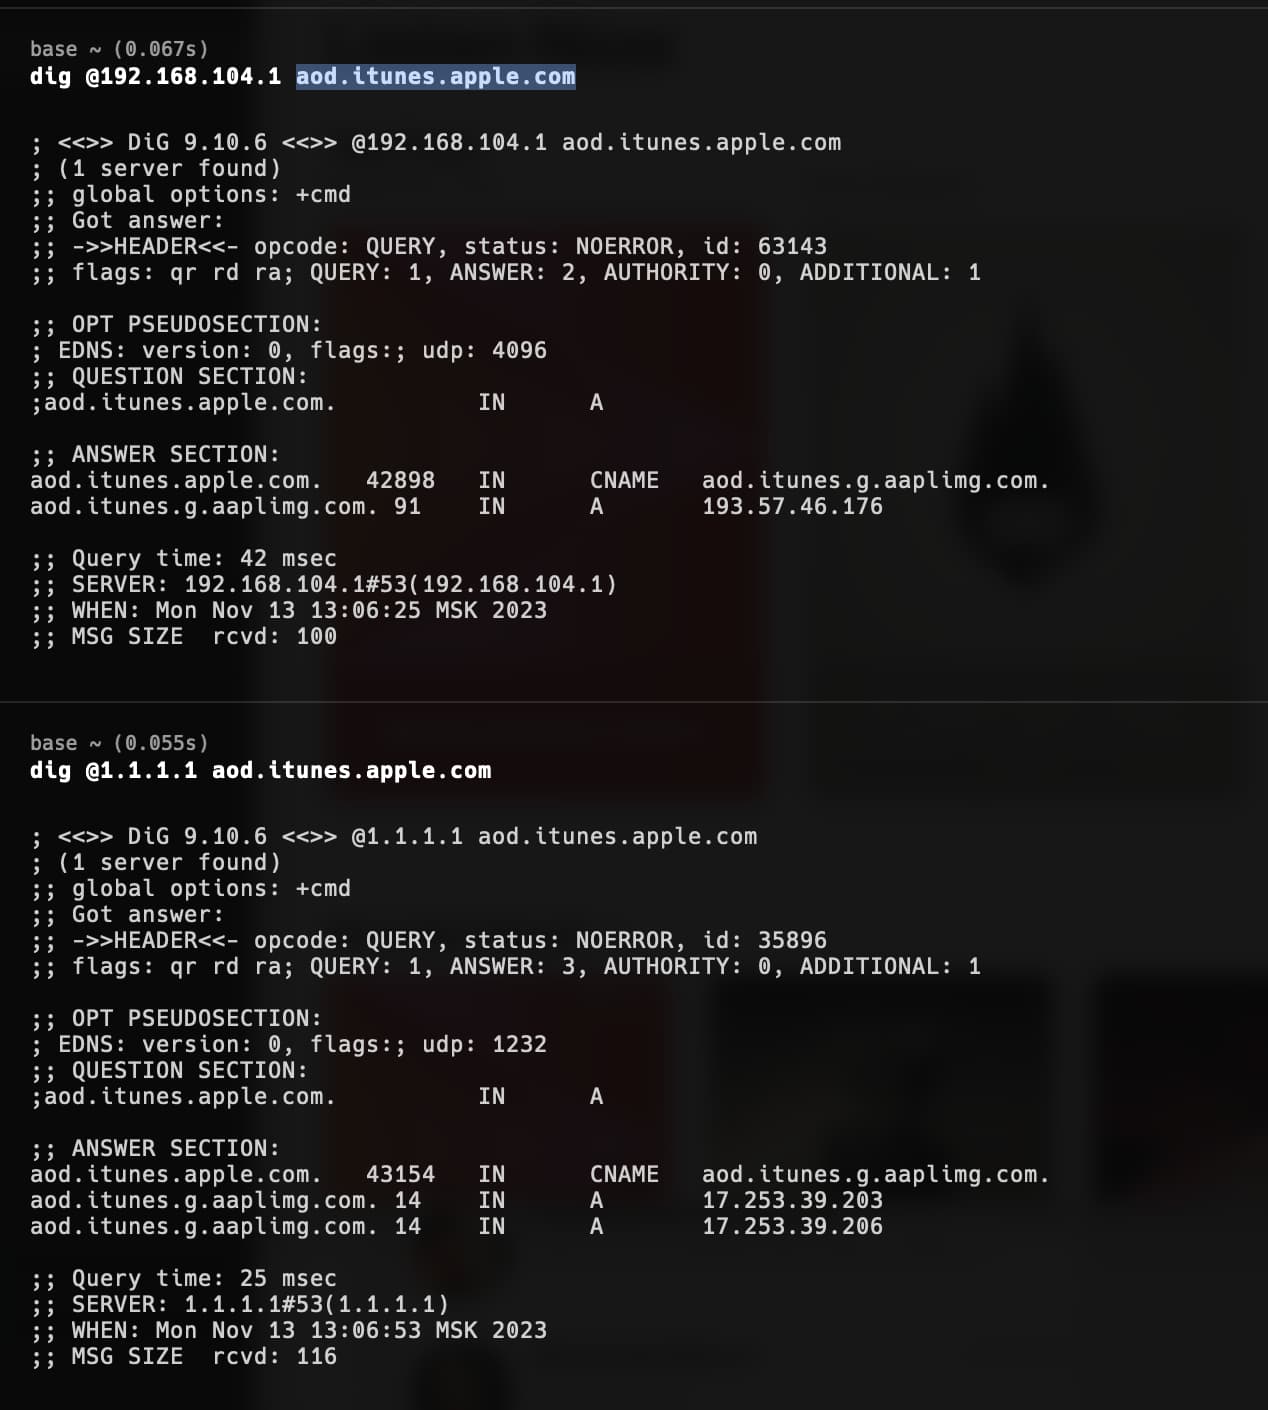 base ~ (0.067s)
dig @192.168.104.1 aod.itunes.apple.com
; <<>> DiG 9.10.6 <<>> @192.168.104.1 aod.itunes.apple.com
; (1 server found)
;; global options: +cmd
;; Got answer:
;; ->>HEADER<<- opcode: QUERY, status: NOERROR, id: 63143
;; flags: qr rd ra; QUERY: 1, ANSWER: 2, AUTHORITY: 0, ADDITIONAL: 1
;; OPT PSEUDOSECTION:
; EDNS: version: 0, flags:; udp: 4096
;; QUESTION SECTION:
;aod.itunes.apple.com. IN A
;; ANSWER SECTION:
aod.itunes.apple.com. 42898 IN CNAME aod.itunes.g.aaplimg.com.
aod.itunes.g.aaplimg.com. 91 IN A 193.57.46.176
;; Query time: 42 msec
;; SERVER: 192.168.104.1#53(192.168.104.1)
;; WHEN: Mon Nov 13 13:06:25 MSK 2023
;; MSG SIZE  rcvd: 100
base ~ (0.055s)
dig @1.1.1.1 aod.itunes.apple.com
; <<>> DiG 9.10.6 <<>> @1.1.1.1 aod.itunes.apple.com
; (1 server found)
;; global options: +cmd
;; Got answer:
;; ->>HEADER<<- opcode: QUERY, status: NOERROR, id: 35896
;; flags: qr rd ra; QUERY: 1, ANSWER: 3, AUTHORITY: 0, ADDITIONAL: 1
;; OPT PSEUDOSECTION:
; EDNS: version: 0, flags:; udp: 1232
;; QUESTION SECTION:
;aod.itunes.apple.com. IN A
;; ANSWER SECTION:
aod.itunes.apple.com. 43154 IN CNAME aod.itunes.g.aaplimg.com.
aod.itunes.g.aaplimg.com. 14 IN A 17.253.39.203
aod.itunes.g.aaplimg.com. 14 IN A 17.253.39.206
;; Query time: 25 msec
;; SERVER: 1.1.1.1#53(1.1.1.1)
;; WHEN: Mon Nov 13 13:06:53 MSK 2023
;; MSG SIZE  rcvd: 116